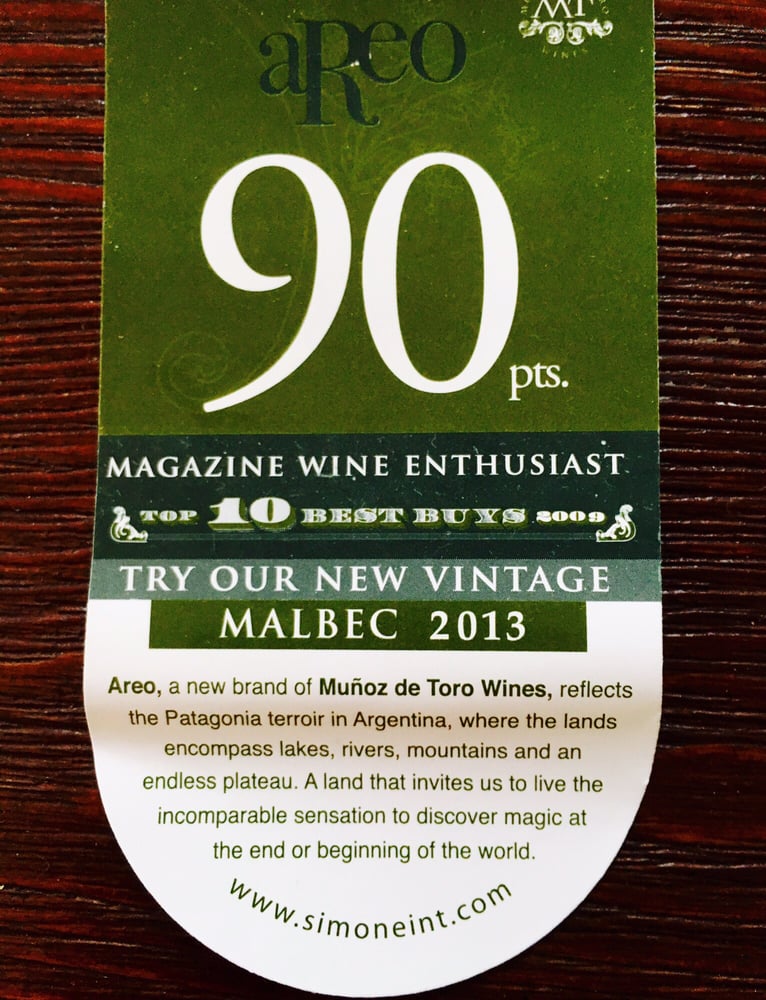 aReo
90
pts.
MAGAZINE WINE ENTHUSIAST
TOP 10 BEST BUYS 2009
TRY OUR NEW VINTAGE
MALBEC 2013
Areo, a new brand of Muñoz de Toro Wines, reflects
the Patagonia terroir in Argentina, where the lands
encompass lakes, rivers, mountains and an
endless plateau. A land that invites us to live the
incomparable sensation to discover magic at
the end or beginning of the world.
www.simoneint.com